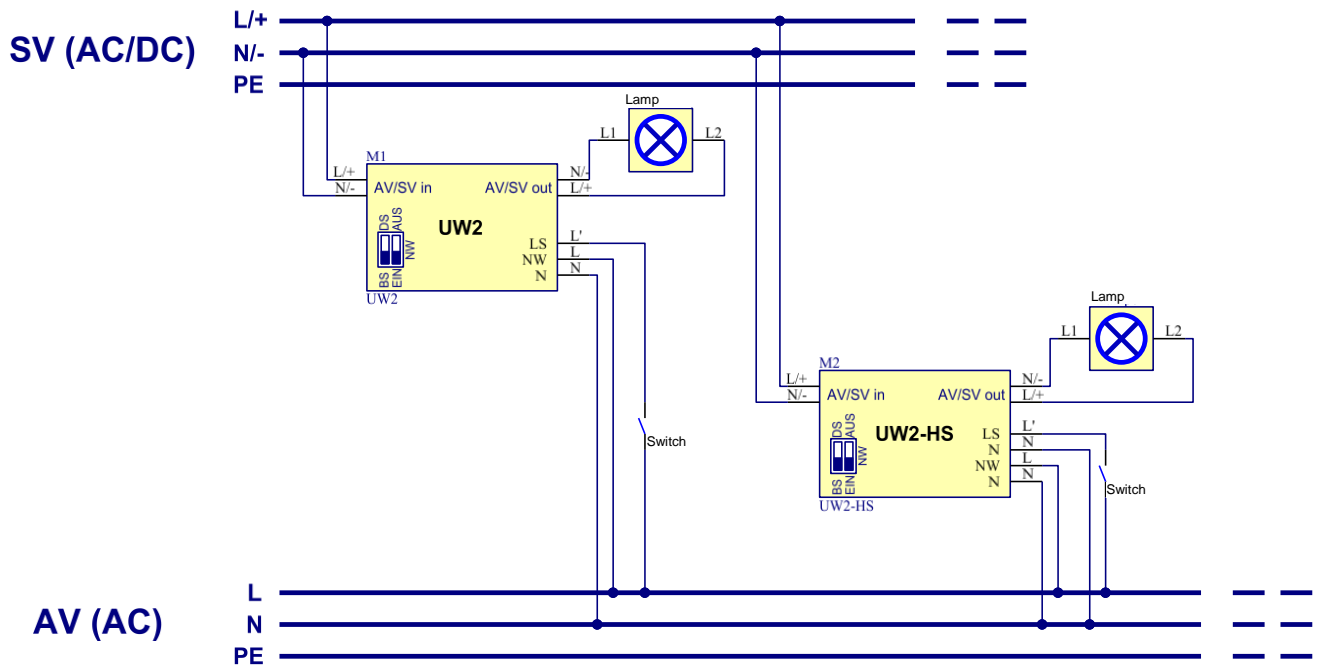 SV (AC/DC)
L/+
N/-
PE
Lamp
L1
L2
M1
L/+
N/-
AV/SV in
AV/SV out
N/-
L/+
UW2
DS
AUS
NW
BS
EIN
LS
NW
N
L'
L
N
UW2
Switch
Lamp
L1
L2
M2
L/+
N/-
AV/SV in
AV/SV out
N/-
L/+
UW2-HS
DS
AUS
NW
BS
EIN
LS
N
NW
N
L'
N
L
N
UW2-HS
Switch
AV (AC)
L
N
PE